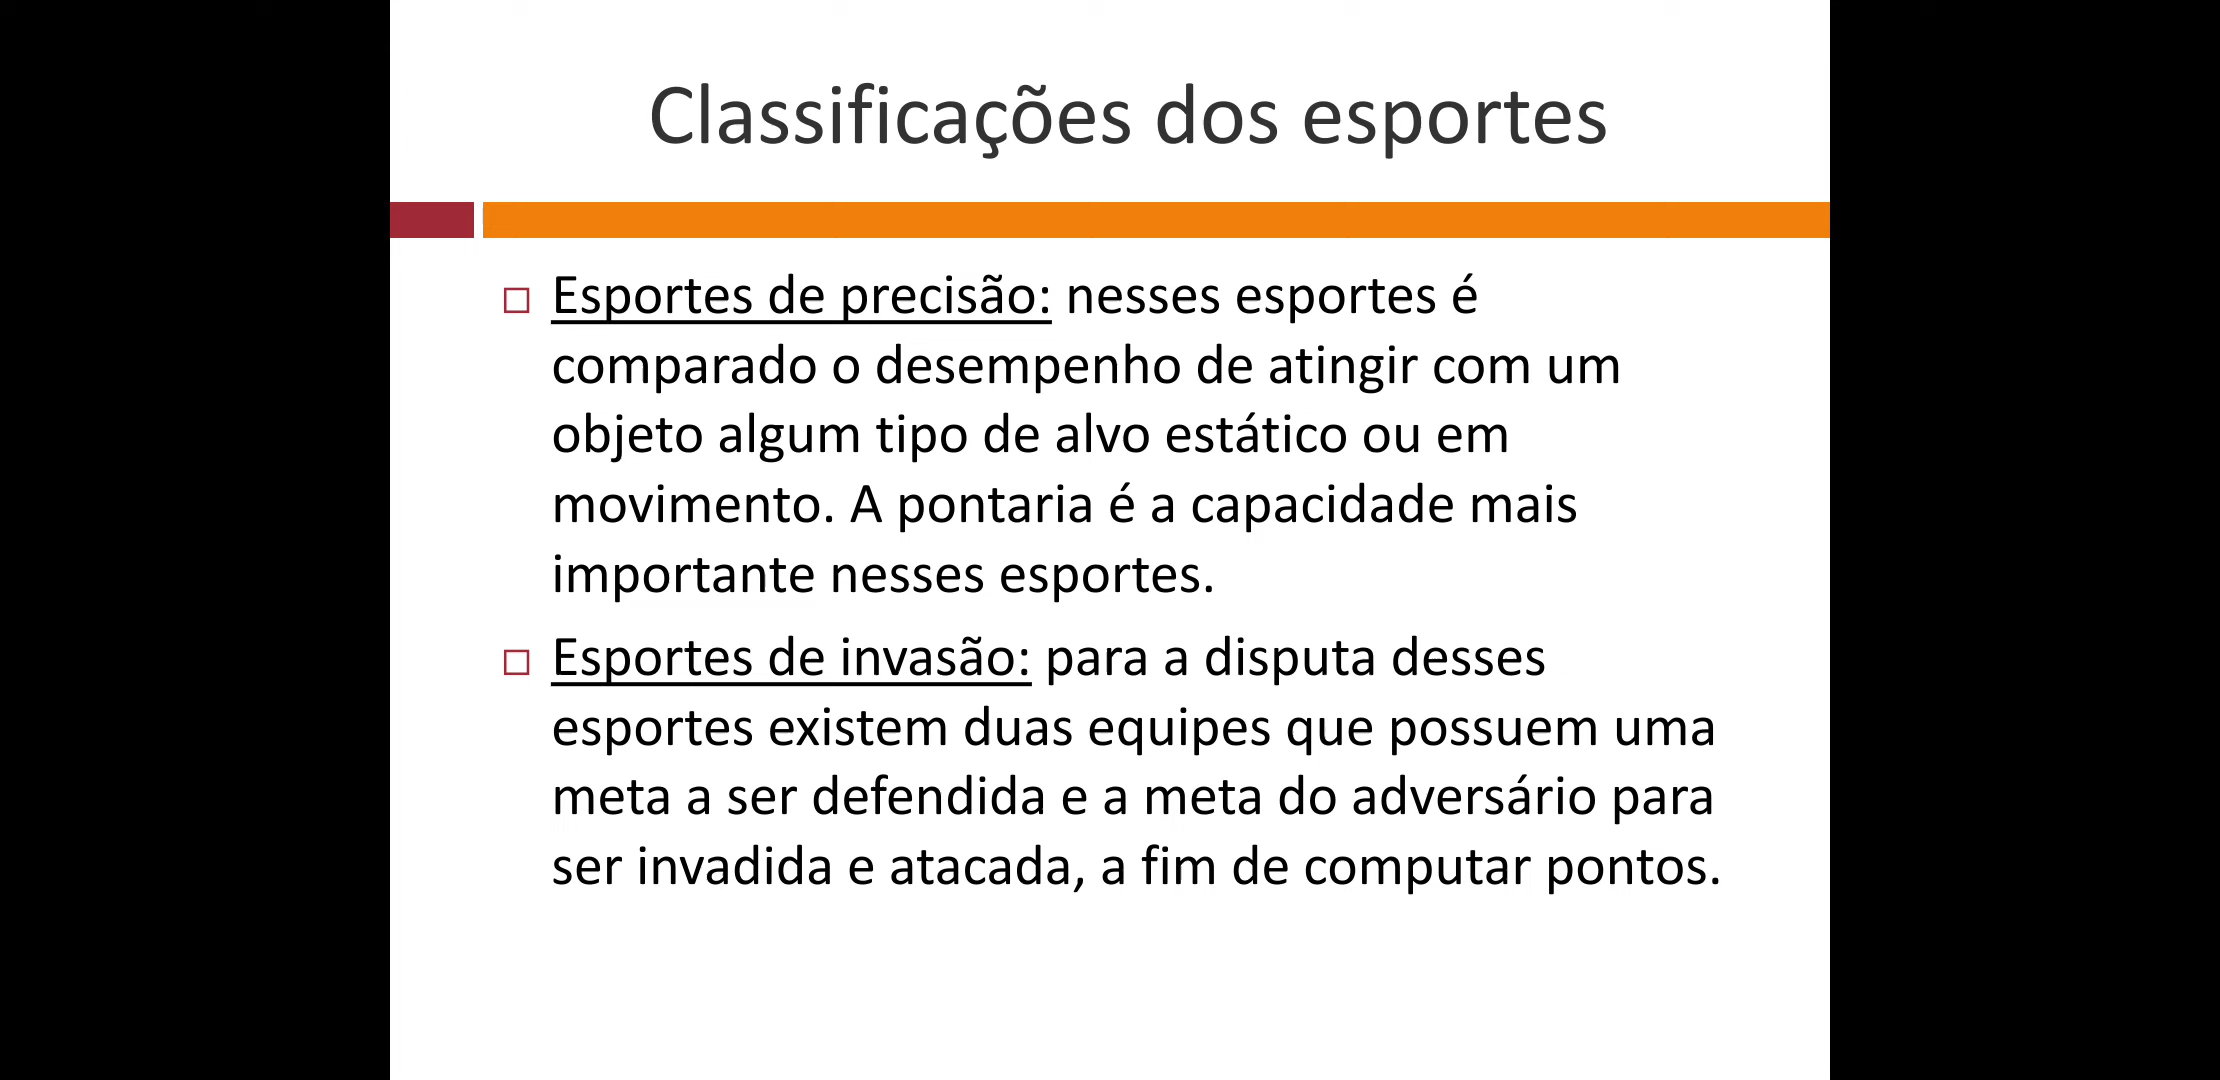 Classificações dos esportes
Esportes de precisão: nesses esportes é
comparado o desempenho de atingir com um
objeto algum tipo de alvo estático ou em
movimento. A pontaria é a capacidade mais
importante nesses esportes.
Esportes de invasão: para a disputa desses
esportes existem duas equipes que possuem uma
meta a ser defendida e a meta do adversário para
ser invadida e atacada, a fim de computar pontos.